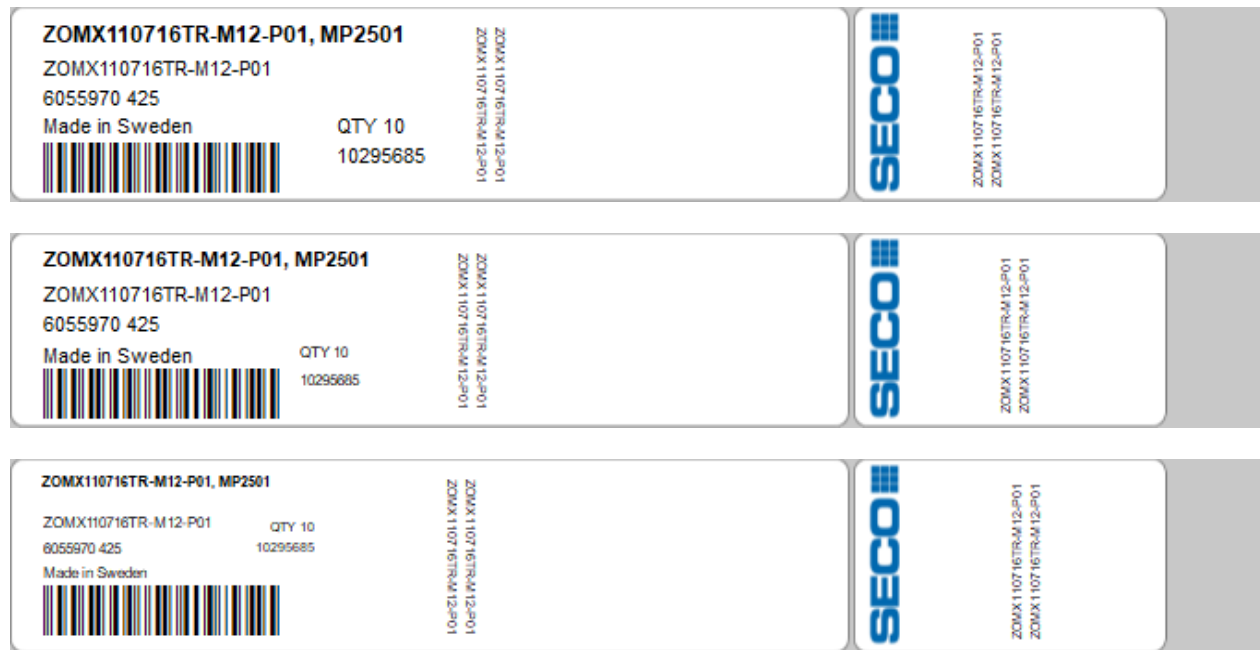 ZOMX110716TR-M12-P01, MP2501
ZOMX110716TR-M12-P01
6055970 425
Made in Sweden
QTY 10
10295685
ZOMX110716TR-M12-P01
ZOMX110716TR-M12-P01
SECO
ZOMX110716TR-M12-P01
ZOMX110716TR-M12-P01
ZOMX110716TR-M12-P01, MP2501
ZOMX110716TR-M12-P01
6055970 425
Made in Sweden
QTY 10
10295685
ZOMX110716TR-M12-P01
ZOMX110716TR-M12-P01
SECO
ZOMX110716TR-M12-P01
ZOMX110716TR-M12-P01
ZOMX110716TR-M12-P01, MP2501
ZOMX110716TR-M12-P01
QTY 10
6055970 425
10295685
Made in Sweden
ZOMX110716TR-M12-P01
ZOMX110716TR-M12-P01
SECO
ZOMX110716TR-M12-P01
ZOMX110716TR-M12-P01